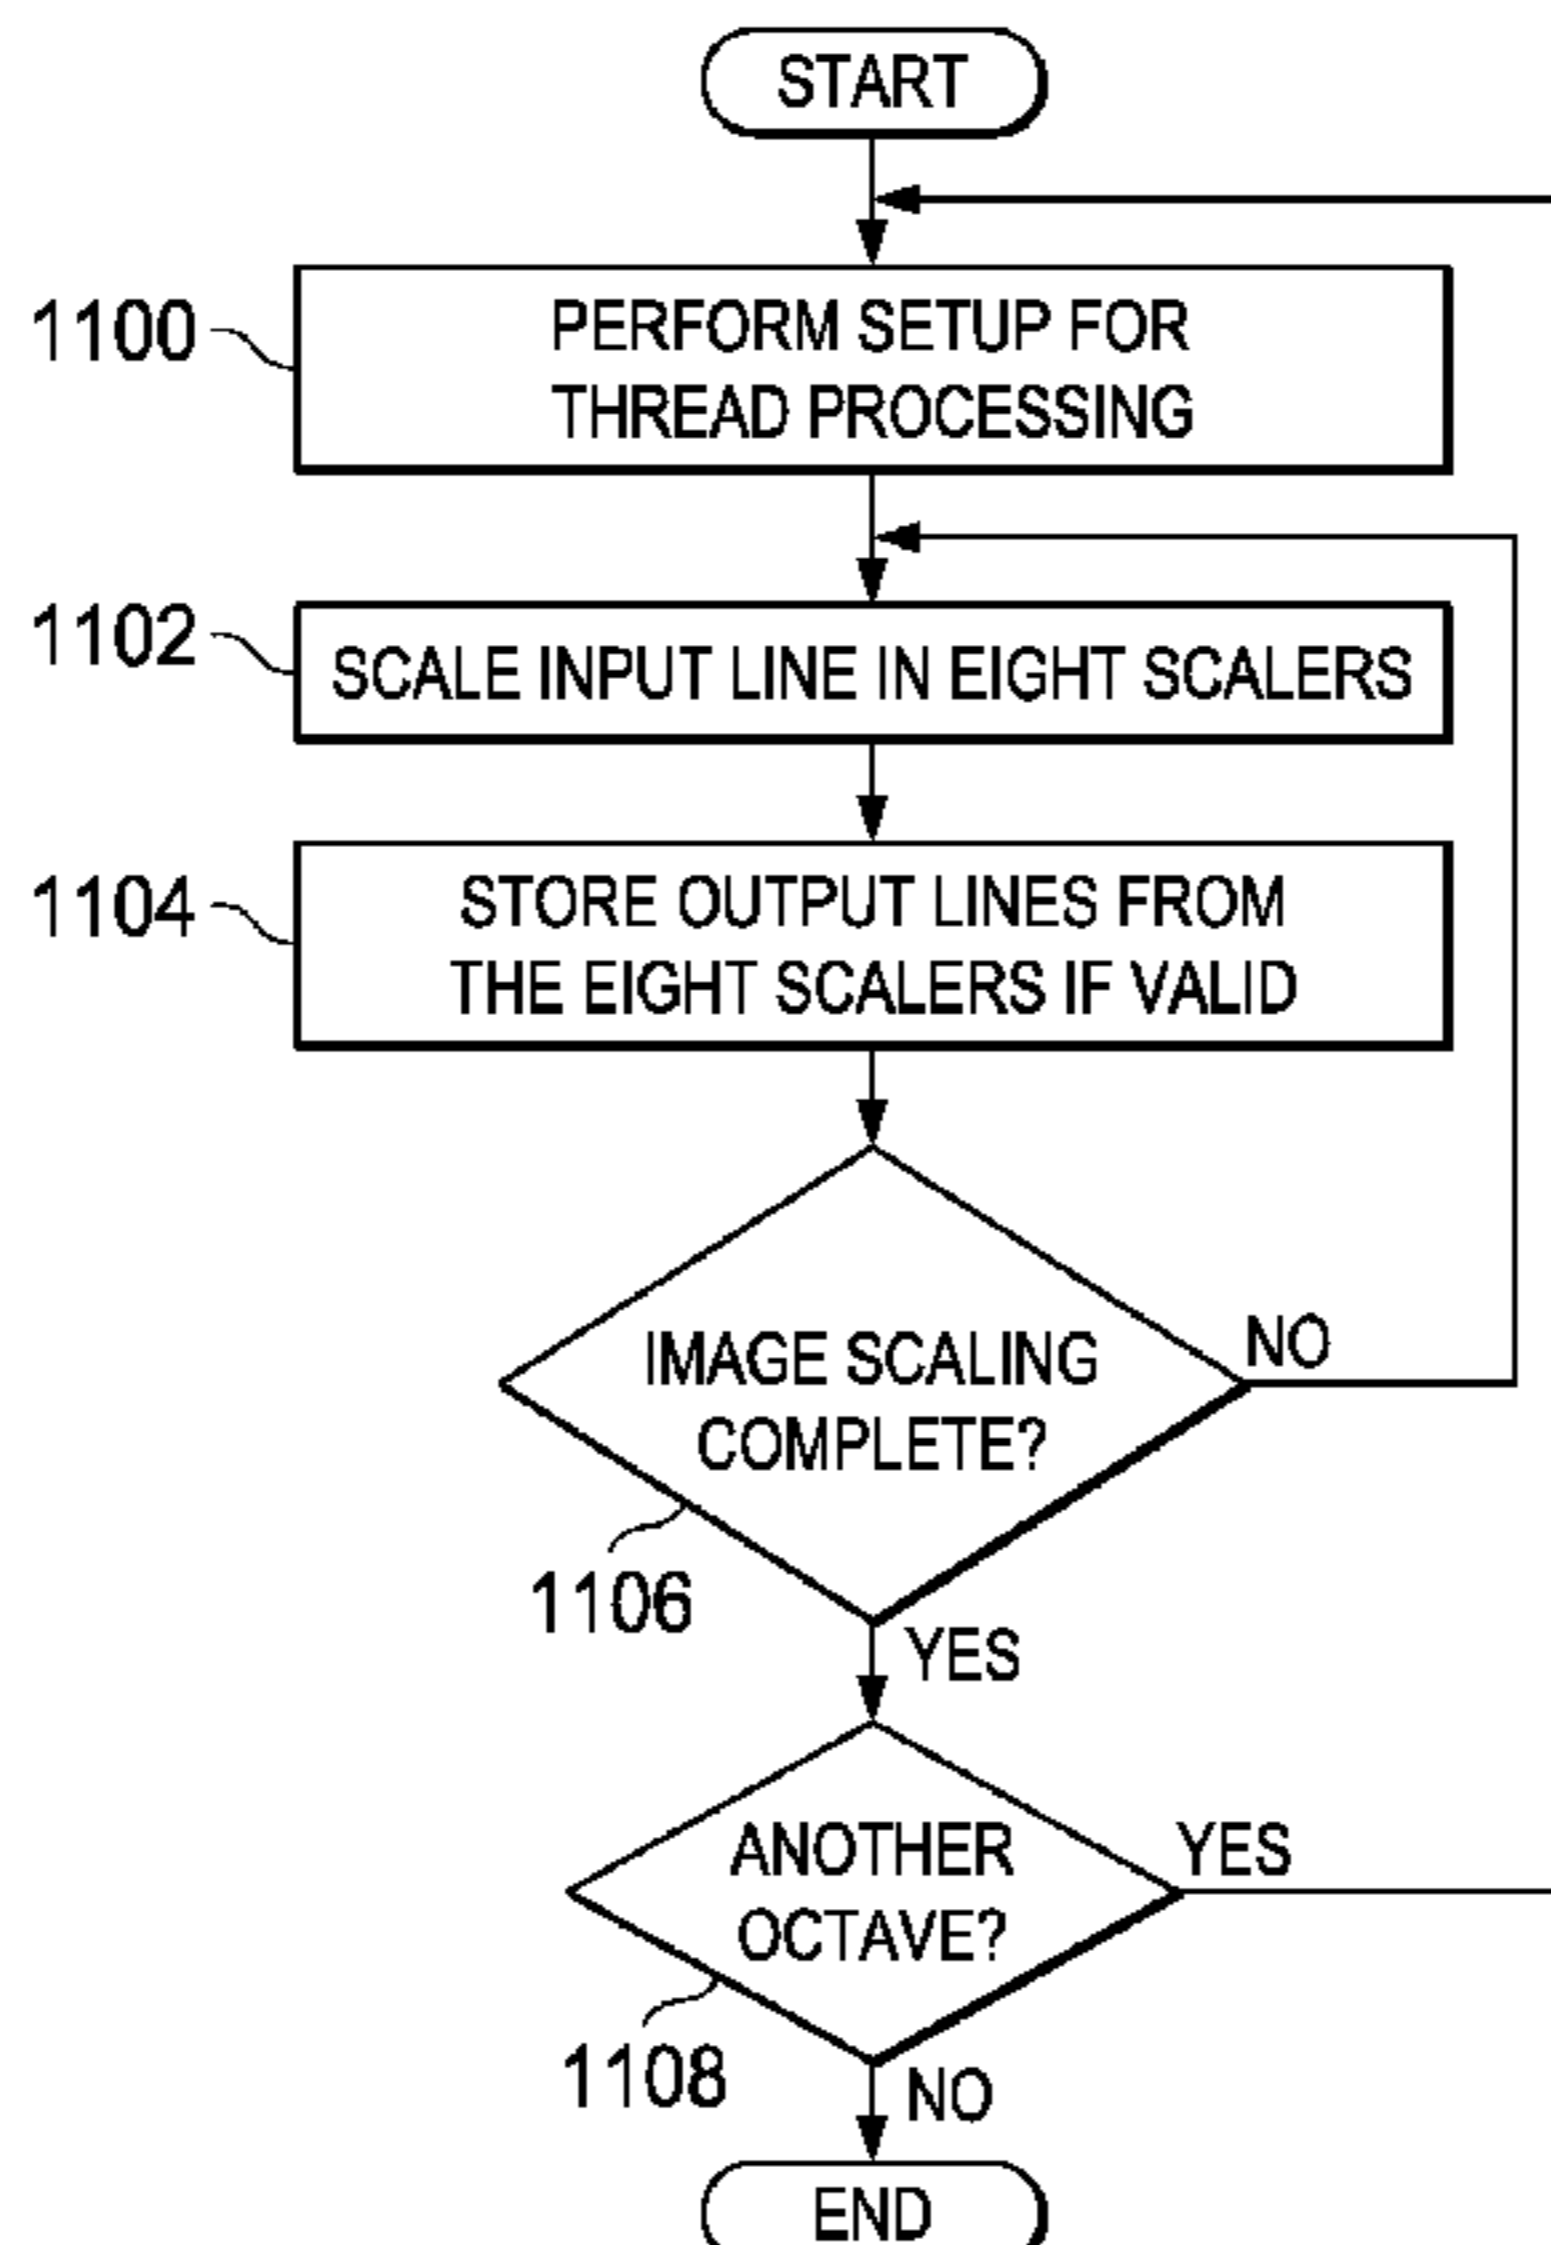 START
1100
PERFORM SETUP FOR
THREAD PROCESSING
1102
SCALE INPUT LINE IN EIGHT SCALERS
1104
STORE OUTPUT LINES FROM
THE EIGHT SCALERS IF VALID
IMAGE SCALING
COMPLETE?
NO
1106
YES
ANOTHER
OCTAVE?
YES
1108
NO
END